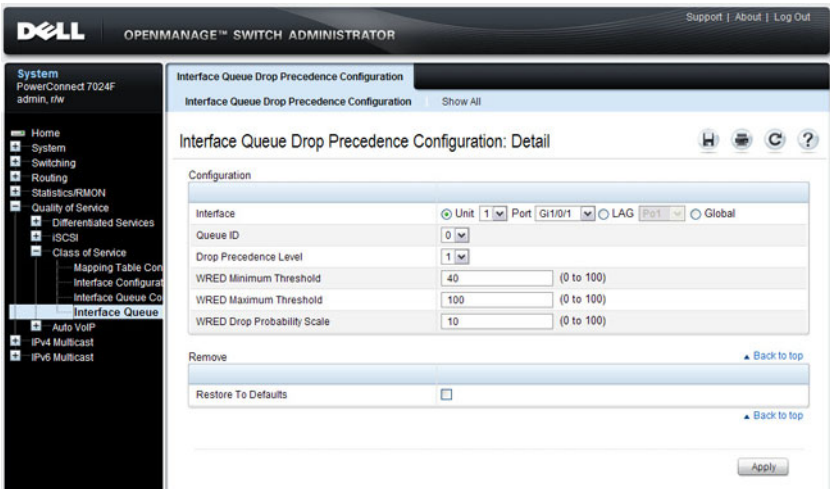 Support | About | Log Out
DELL OPENMANAGE™ SWITCH ADMINISTRATOR
System
PowerConnect 7024F
admin, r/w
Home
System
Switching
Routing
Statistics/RMON
Quality of Service
Differentiated Services
iSCSI
Class of Service
Mapping Table Con
Interface Configurat
Interface Queue Co
Interface Queue
Auto VoIP
IPv4 Multicast
IPv6 Multicast
Interface Queue Drop Precedence Configuration
Interface Queue Drop Precedence Configuration Show All
Interface Queue Drop Precedence Configuration: Detail
Configuration
Interface Unit 1 Port Gi1/0/1 LAG Po1 Global
Queue ID 0
Drop Precedence Level 1
WRED Minimum Threshold 40 (0 to 100)
WRED Maximum Threshold 100 (0 to 100)
WRED Drop Probability Scale 10 (0 to 100)
Remove ▲ Back to top
Restore To Defaults
▲ Back to top
Apply